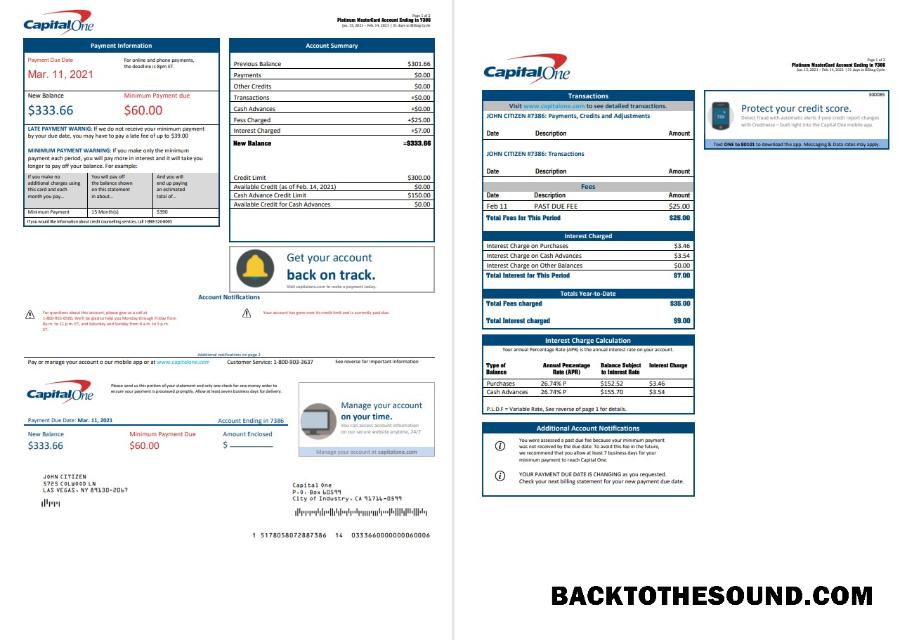 Capital One
Page 1 of 2
Platinum MasterCard Account Ending in 7386
Jan. 15, 2021 – Feb. 14, 2021 | 31 days in Billing Cycle
Payment Information
Payment Due Date
For online and phone payments,
the deadline is 8pm ET.
Mar. 11, 2021
New Balance
Minimum Payment due
$333.66
$60.00
LATE PAYMENT WARNIG: If we do not receive your minimum payment
by your due date, you may have to pay a late fee of up to $39.00
MINIMUM PAYMENT WARNING: If you make only the minimum
payment each period, you will pay more in interest and it will take you
longer to pay off your balance. For example:
If you make no
additional charges using
this card and each
month you pay...
You will pay off
the balance shown
on this statement
in about...
And you will
end up paying
an estimated
total of...
Minimum Payment
15 Month(s)
$390
If you would like information about credit counseling services, call 1-888-326-8055
Account Summary
Previous Balance $301.66
Payments $0.00
Other Credits $0.00
Transactions +$0.00
Cash Advances +$0.00
Fess Charged +$25.00
Interest Charged +$7.00
New Balance =$333.66
Credit Limit $300.00
Available Credit (as of Feb. 14, 2021) $0.00
Cash Advance Credit Limit $150.00
Available Credit for Cash Advances $0.00
Get your account
back on track.
Visit capitalone.com to make a payment today.
Account Notifications
For questions about this account, please give us a call at
8a.m. to 11 p.m. ET, and Saturday and Sunday from 8 a.m. to 5 p.m.
ET.
Your account has gone over its credit limit and is currently past due.
Additional notifications on page 2
Pay or manage your account o our mobile app or at www.capitalone.com
Customer Service: 1-800-903-3637
See reverse for important information
Capital One
Please send us this portion of your statement and only one check for one money order to
ensure your payment is processed promptly. Allow at least seven business days for delivery.
Payment Due Date: Mar. 11, 2021
Account Ending in 7386
New Balance
Minimum Payment Due
Amount Enclosed
$333.66
$60.00
$
Manage your account
on your time.
You can access account information
on our secure website anytime, 24/7
Manage your account at capitalone.com
JOHN CITIZEN
5725 COLWOOD LN
LAS VEGAS, NY 89130-2067
Capital One
P.O. Box 60599
City of Industry, CA 91716-0599
1 5178058072887386 14 0333660000000060006
Capital One
Page 2 of 2
Platinum MasterCard Account Ending in 7386
Jan. 15, 2021 – Feb. 14, 2021 | 31 days in Billing Cycle
Transactions
Visit www.capitalone.com to see detailed transactions.
JOHN CITIZEN #7386: Payments, Credits and Adjustments
Date Description Amount
JOHN CITIZEN #7386: Transactions
Date Description Amount
Fees
Date Description Amount
Feb 11 PAST DUE FEE $25.00
Total Fees for This Period $25.00
Interest Charged
Interest Charge on Purchases $3.46
Interest Charge on Cash Advances $3.54
Interest Charge on Other Balances $0.00
Total Interest for This Period $7.00
Totals Year-to-Date
Total Fees charged $35.00
Total Interest charged $9.00
Interest Charge Calculation
Your annual Percentage Rate (APR) is the annual interest rate on your account.
Type of
Balance
Annual Percentage
Rate (APR)
Balance Subject
to Interest Rate
Interest Charge
Purchases 26.74% P $152.52 $3.46
Cash Advances 26.74% P $155.70 $3.54
P.L.D.F = Variable Rate, See reverse of page 1 for details.
Additional Account Notifications
You were assessed a past due fee because your minimum payment
was not received by the due date. To avoid this fee in the future,
we recommend that you allow at least 7 business days for your
minimum payment to reach Capital One.
YOUR PAYMENT DUE DATE IS CHANGING as you requested.
Check your next billing statement for your new payment due date.
300085
Protect your credit score.
Detect fraud with automatic alerts if your credit report changes
with Creditwise – built right into the Capital One mobile app.
Text ONE to 80101 to download the app. Messaging & Data rates may apply.
BACKTOTHESOUND.COM